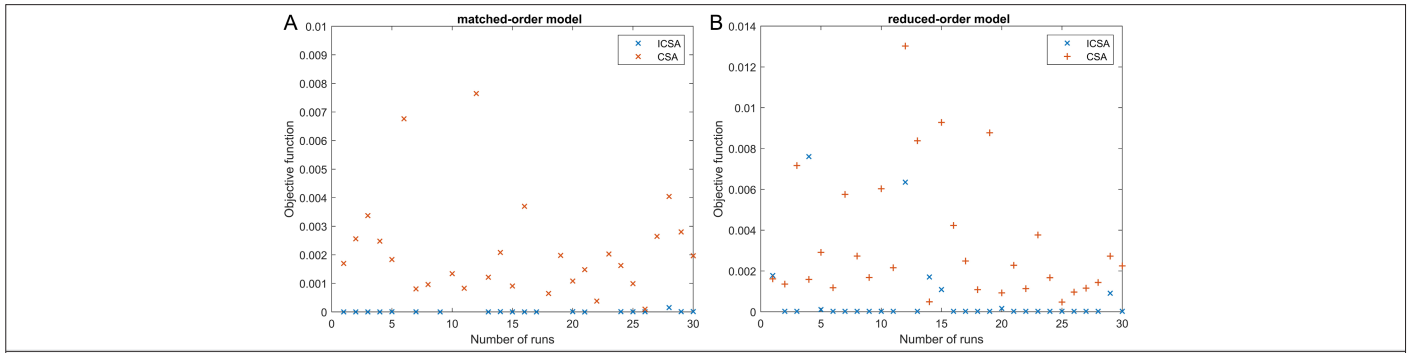 A
matched-order model
0.01
0.009
0.008
0.007
0.006
0.005
0.004
0.003
0.002
0.001
0
Objective function
0 5 10 15 20 25 30
Number of runs
ICSA
CSA
B
reduced-order model
0.014
0.012
0.01
0.008
0.006
0.004
0.002
0
Objective function
0 5 10 15 20 25 30
Number of runs
ICSA
CSA